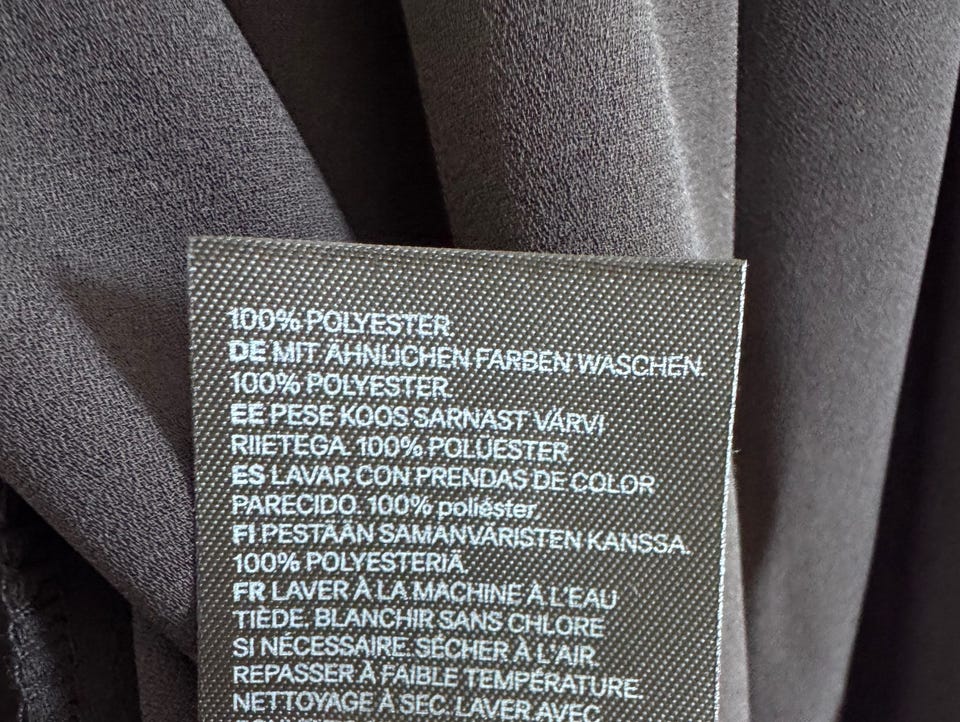 100% POLYESTER
DE MIT ÄHNLICHEN FARBEN WASCHEN.
100% POLYESTER.
EE PESE KOOS SARNAST VÄRVI
RIIETEGA. 100% POLÜESTER.
ES LAVAR CON PRENDAS DE COLOR
PARECIDO. 100% poliéster.
FI PESTÄÄN SAMANVÄRISTEN KANSSA.
100% POLYESTERIÄ.
FR LAVER À LA MACHINE À L'EAU
TIÈDE. BLANCHIR SANS CHLORE
SI NÉCESSAIRE. SÉCHER À L'AIR.
REPASSER À FAIBLE TEMPÉRATURE.
NETTOYAGE À SEC. LAVER AVEC